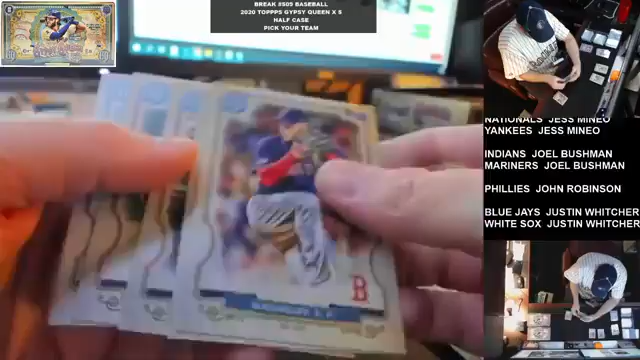 BREAK #509 BASEBALL
2020 TOPPPS GYPSY QUEEN X 5
HALF CASE
PICK YOUR TEAM
NATIONALS JESS MINEO
YANKEES JESS MINEO
INDIANS JOEL BUSHMAN
MARINERS JOEL BUSHMAN
PHILLIES JOHN ROBINSON
BLUE JAYS JUSTIN WHITCHER
WHITE SOX JUSTIN WHITCHER
B